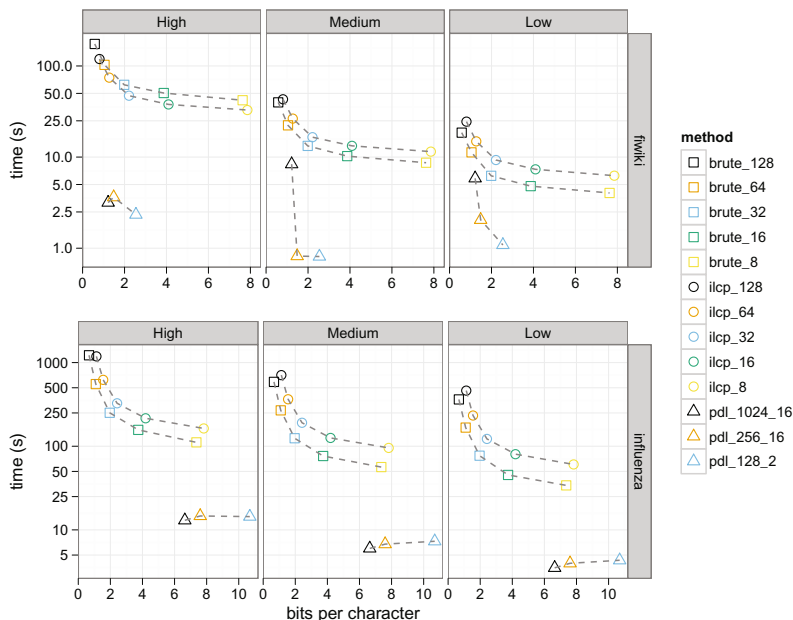 High Medium Low
100.0
50.0
25.0
10.0
5.0
2.5
1.0
time (s)
fiwiki
0 2 4 6 8 0 2 4 6 8 0 2 4 6 8
High Medium Low
1000
500
250
100
50
25
10
5
time (s)
influenza
0 2 4 6 8 10 0 2 4 6 8 10 0 2 4 6 8 10
bits per character
method
brute_128
brute_64
brute_32
brute_16
brute_8
ilcp_128
ilcp_64
ilcp_32
ilcp_16
ilcp_8
pdl_1024_16
pdl_256_16
pdl_128_2